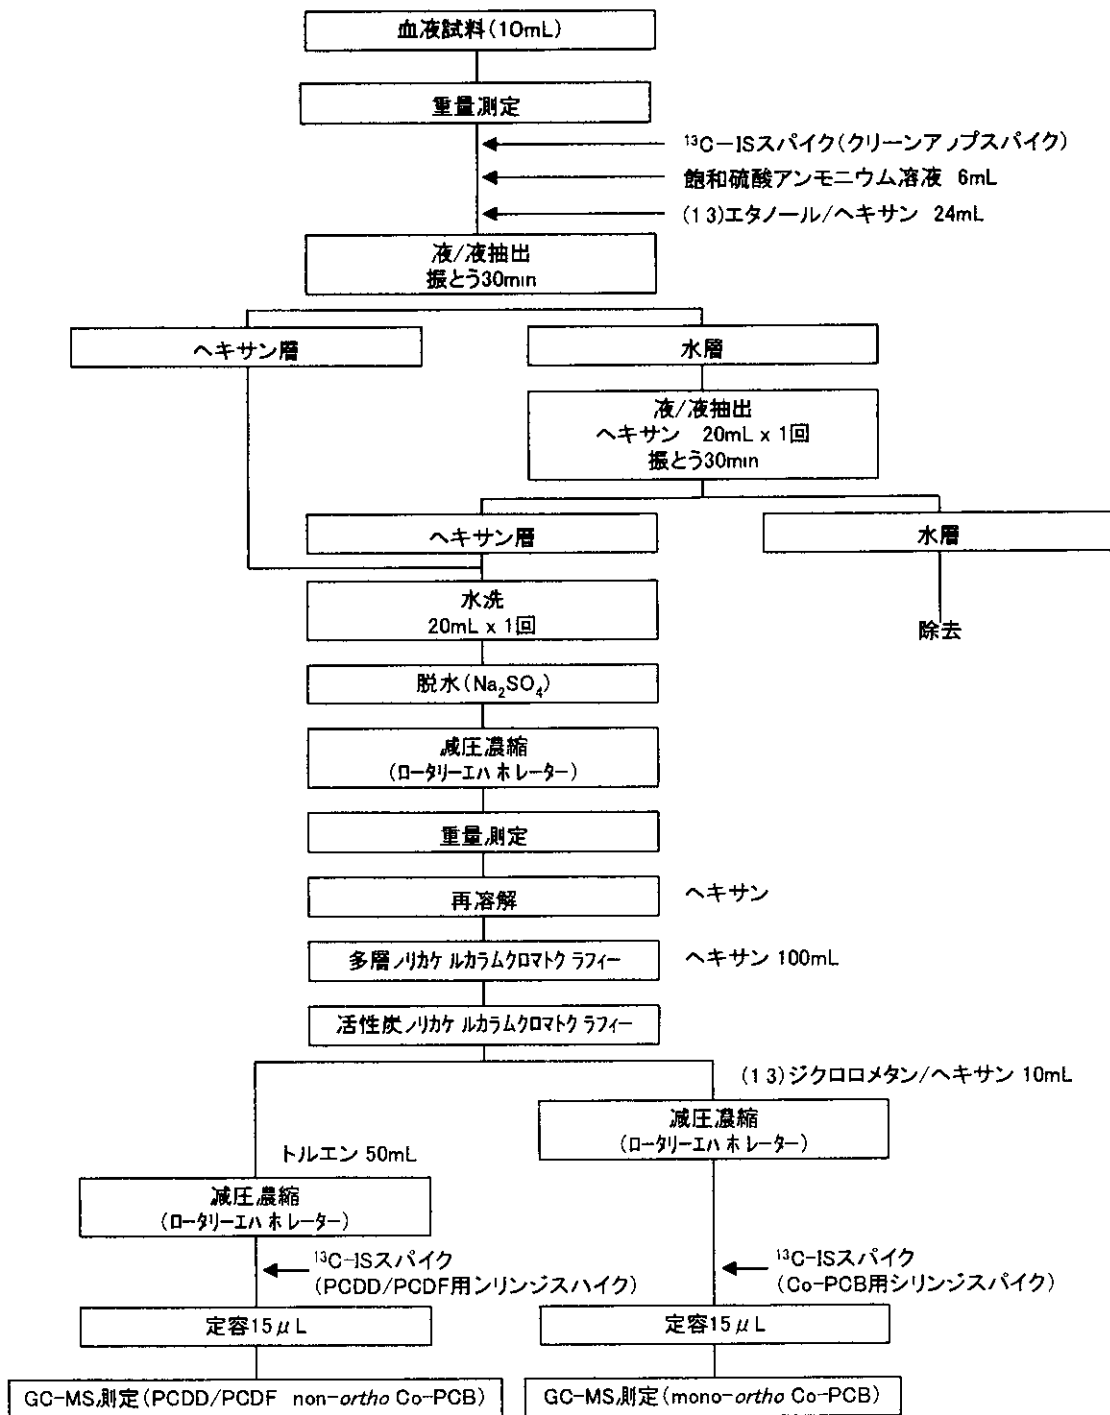 血液試料(10mL)
重量測定
¹³C－ISスパイク(クリーンアノプスパイク)
飽和硫酸アンモニウム溶液 6mL
(1 3)エタノール/ヘキサン 24mL
液/液抽出
振とう30min
ヘキサン層
水層
液/液抽出
ヘキサン 20mL x 1回
振とう30min
ヘキサン層
水層
水洗
20mL x 1回
除去
脱水(Na₂SO₄)
減圧濃縮
(ロータリーエハ ホ レーター)
重量測定
再溶解
ヘキサン
多層ノリカケ ルカラムクロマトク ラフィー
ヘキサン 100mL
活性炭ノリカケ ルカラムクロマトク ラフィー
(1 3)ジクロロメタン/ヘキサン 10mL
減圧濃縮
(ロータリーエハ ホ レーター)
トルエン 50mL
減圧濃縮
(ロータリーエハ ホ レーター)
¹³C-ISスパイク
(PCDD/PCDF用ンリンジスハイク)
¹³C-ISスパイク
(Co-PCB用シリンジスパイク)
定容15μL
定容15μL
GC-MS測定(PCDD/PCDF non-ortho Co-PCB)
GC-MS測定(mono-ortho Co-PCB)